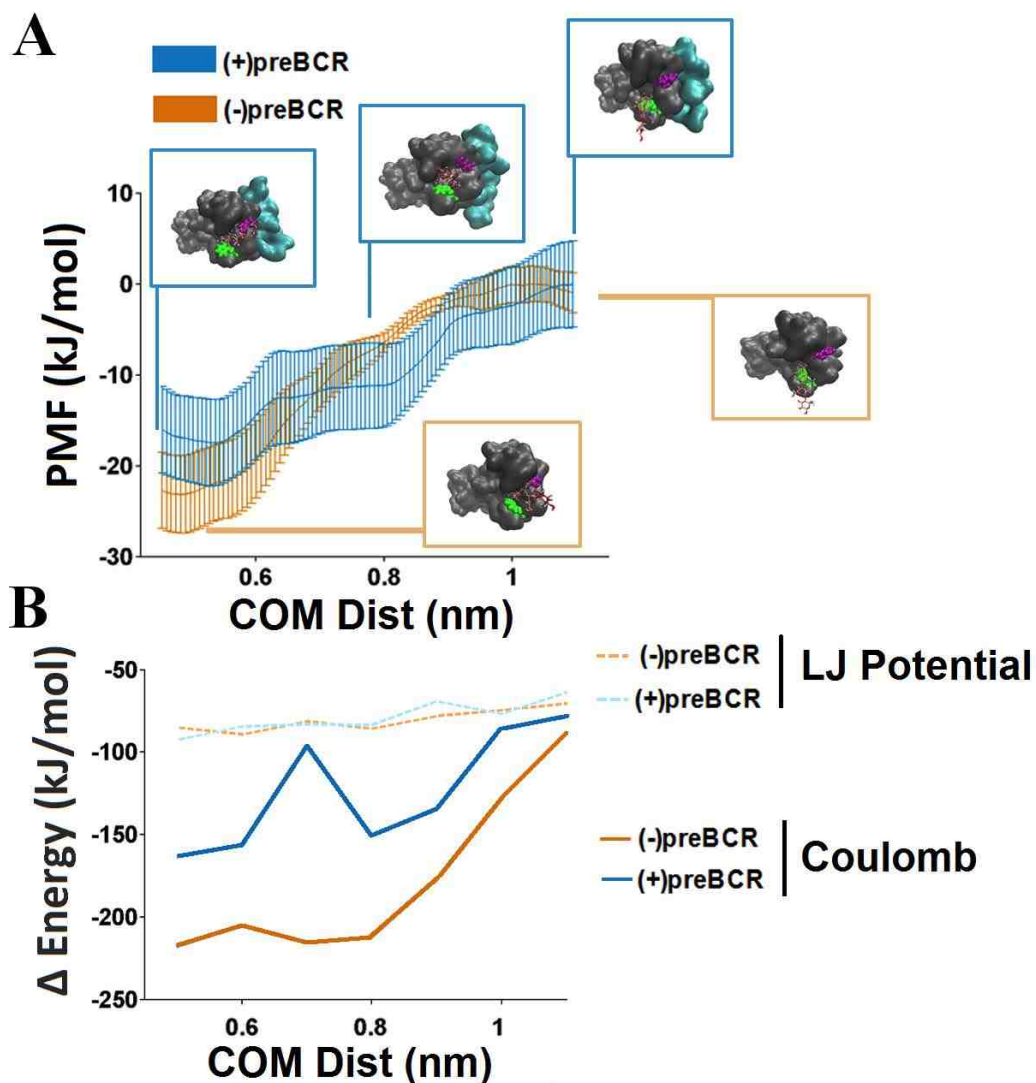 A
(+)preBCR
(-)preBCR
PMF (kJ/mol)
10
0
-10
-20
-30
0.6
0.8
1
COM Dist (nm)
B
Δ Energy (kJ/mol)
-50
-100
-150
-200
-250
0.6
0.8
1
COM Dist (nm)
(-)preBCR
(+)preBCR
LJ Potential
(-)preBCR
(+)preBCR
Coulomb